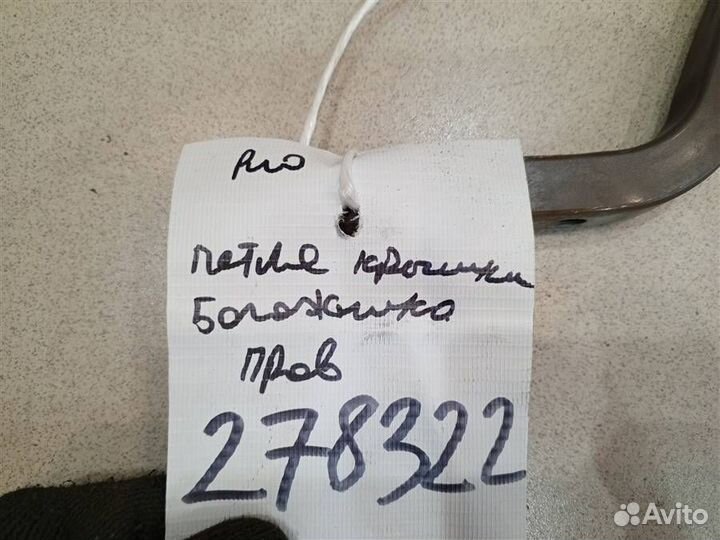 Рио
петля крышки
багажника
прав
278322
Avito